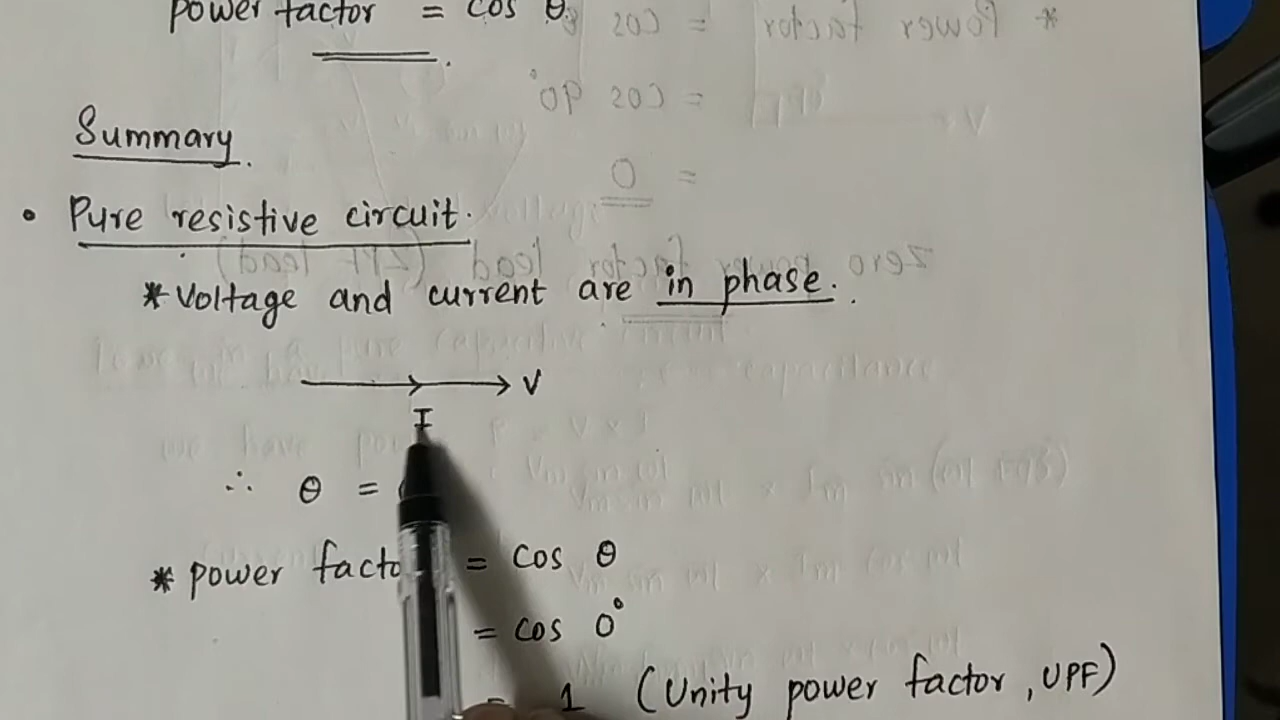 Power factor = cos θ.
Summary.
• Pure resistive circuit.
* Voltage and current are in phase.
V
I
∴ θ =
* power facto = cos θ
= cos 0°
= 1 (Unity power factor, UPF)